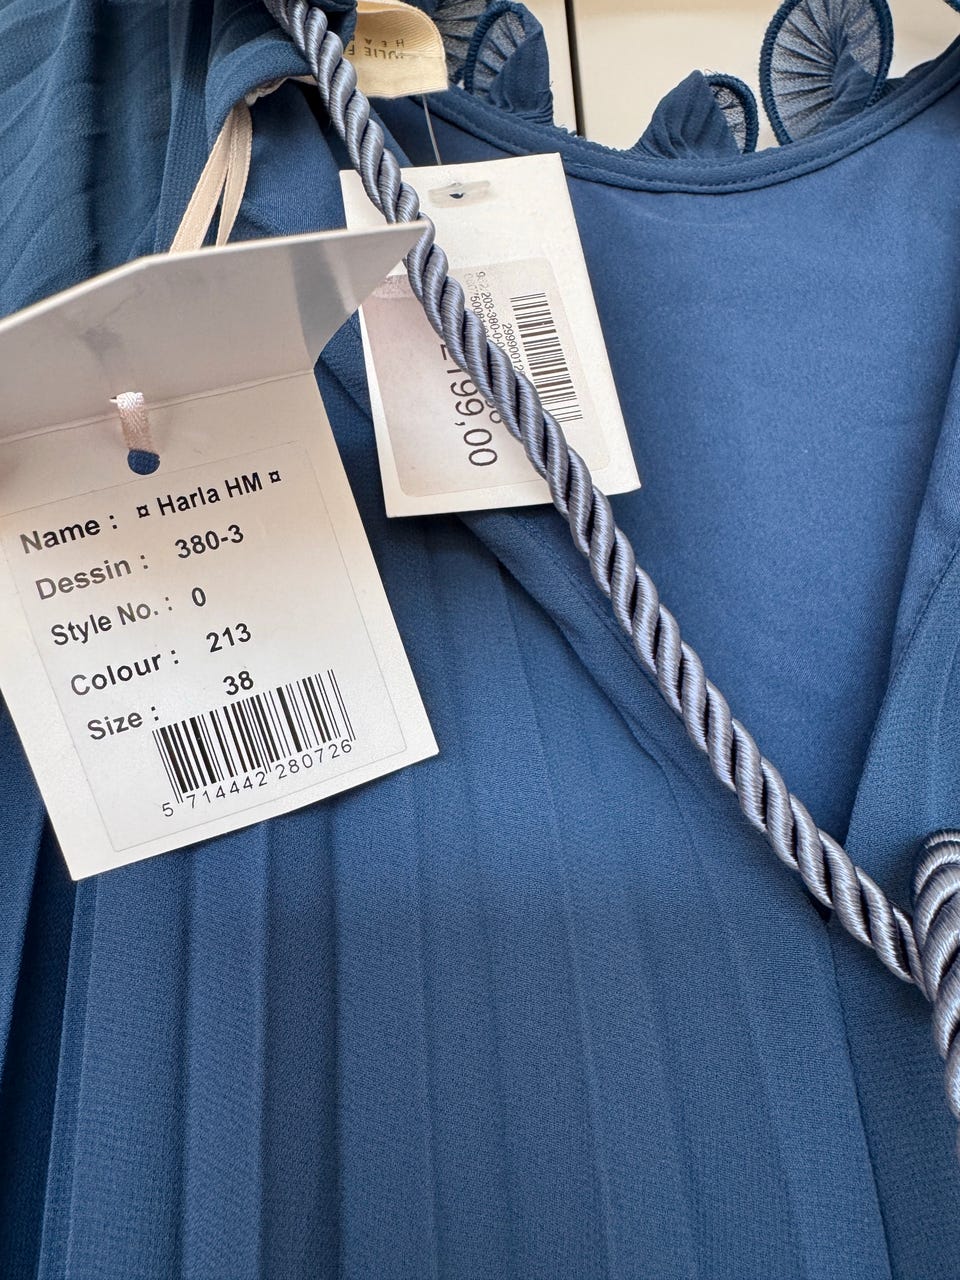 Name : ¤ Harla HM ¤
Dessin : 380-3
Style No. : 0
Colour : 213
Size : 38
5 714442 280726
199,00